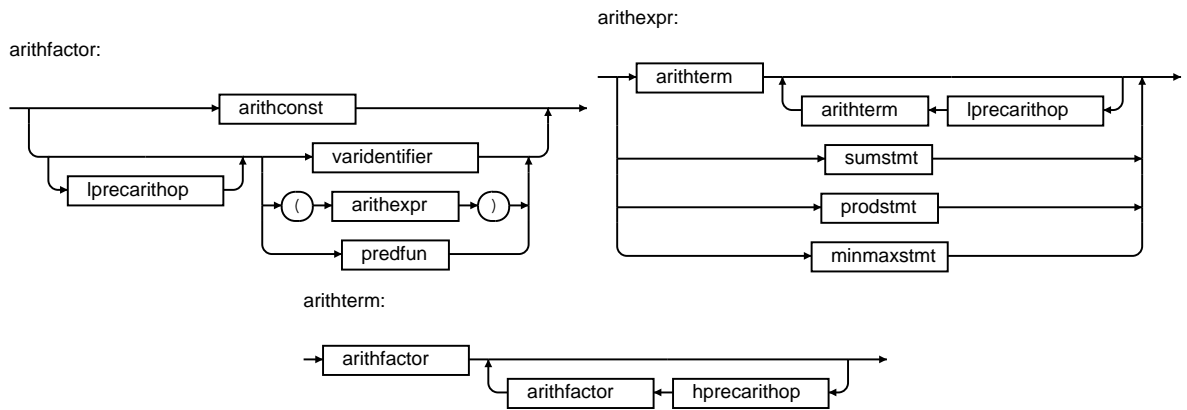 arithfactor:
arithconst
varidentifier
lprecarithop
( arithexpr )
predfun
arithexpr:
arithterm
arithterm lprecarithop
sumstmt
prodstmt
minmaxstmt
arithterm:
arithfactor
arithfactor hprecarithop